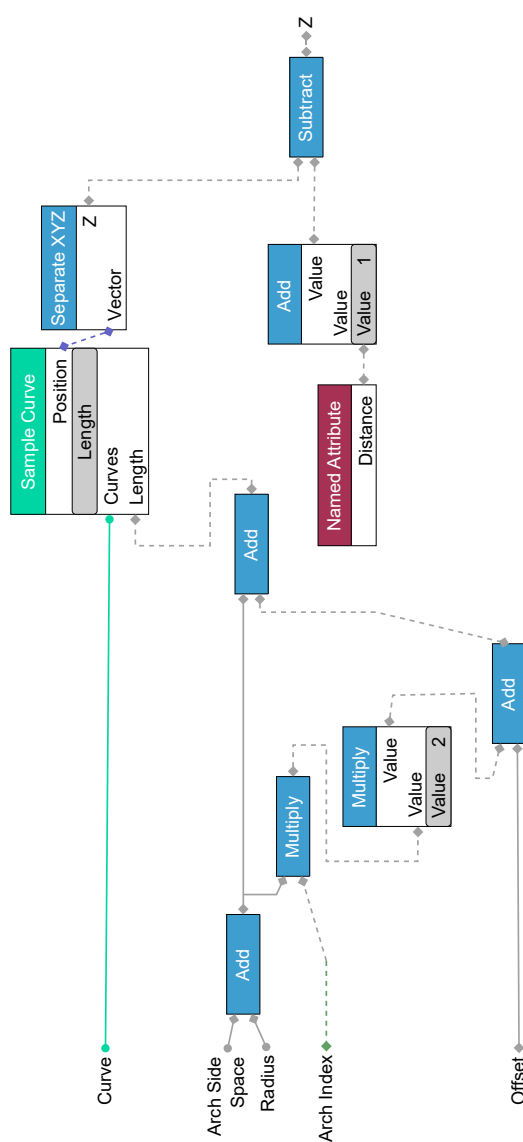 Curve
Arch Side
Space
Radius
Arch Index
Offset
Add
Multiply
Multiply
Value
Value
Value 2
Add
Add
Sample Curve
Position
Length
Curves
Length
Named Attribute
Distance
Separate XYZ
Z
Vector
Add
Value
Value
Value 1
Subtract
Z